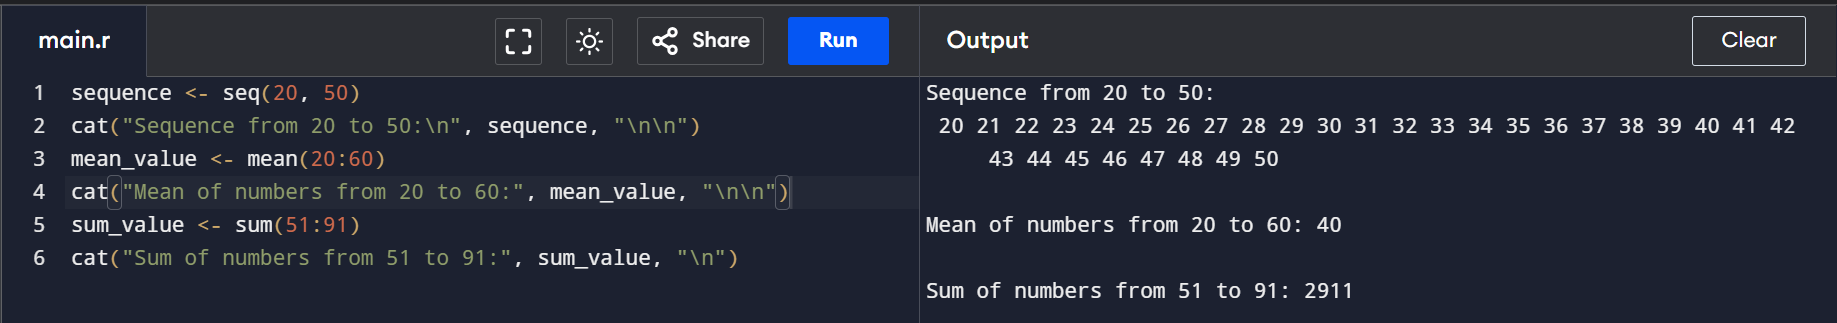 main.r
Share
Run
Output
Clear
1 sequence <- seq(20, 50)
2 cat("Sequence from 20 to 50:\n", sequence, "\n\n")
3 mean_value <- mean(20:60)
4 cat("Mean of numbers from 20 to 60:", mean_value, "\n\n")
5 sum_value <- sum(51:91)
6 cat("Sum of numbers from 51 to 91:", sum_value, "\n")
Sequence from 20 to 50:
20 21 22 23 24 25 26 27 28 29 30 31 32 33 34 35 36 37 38 39 40 41 42
43 44 45 46 47 48 49 50
Mean of numbers from 20 to 60: 40
Sum of numbers from 51 to 91: 2911